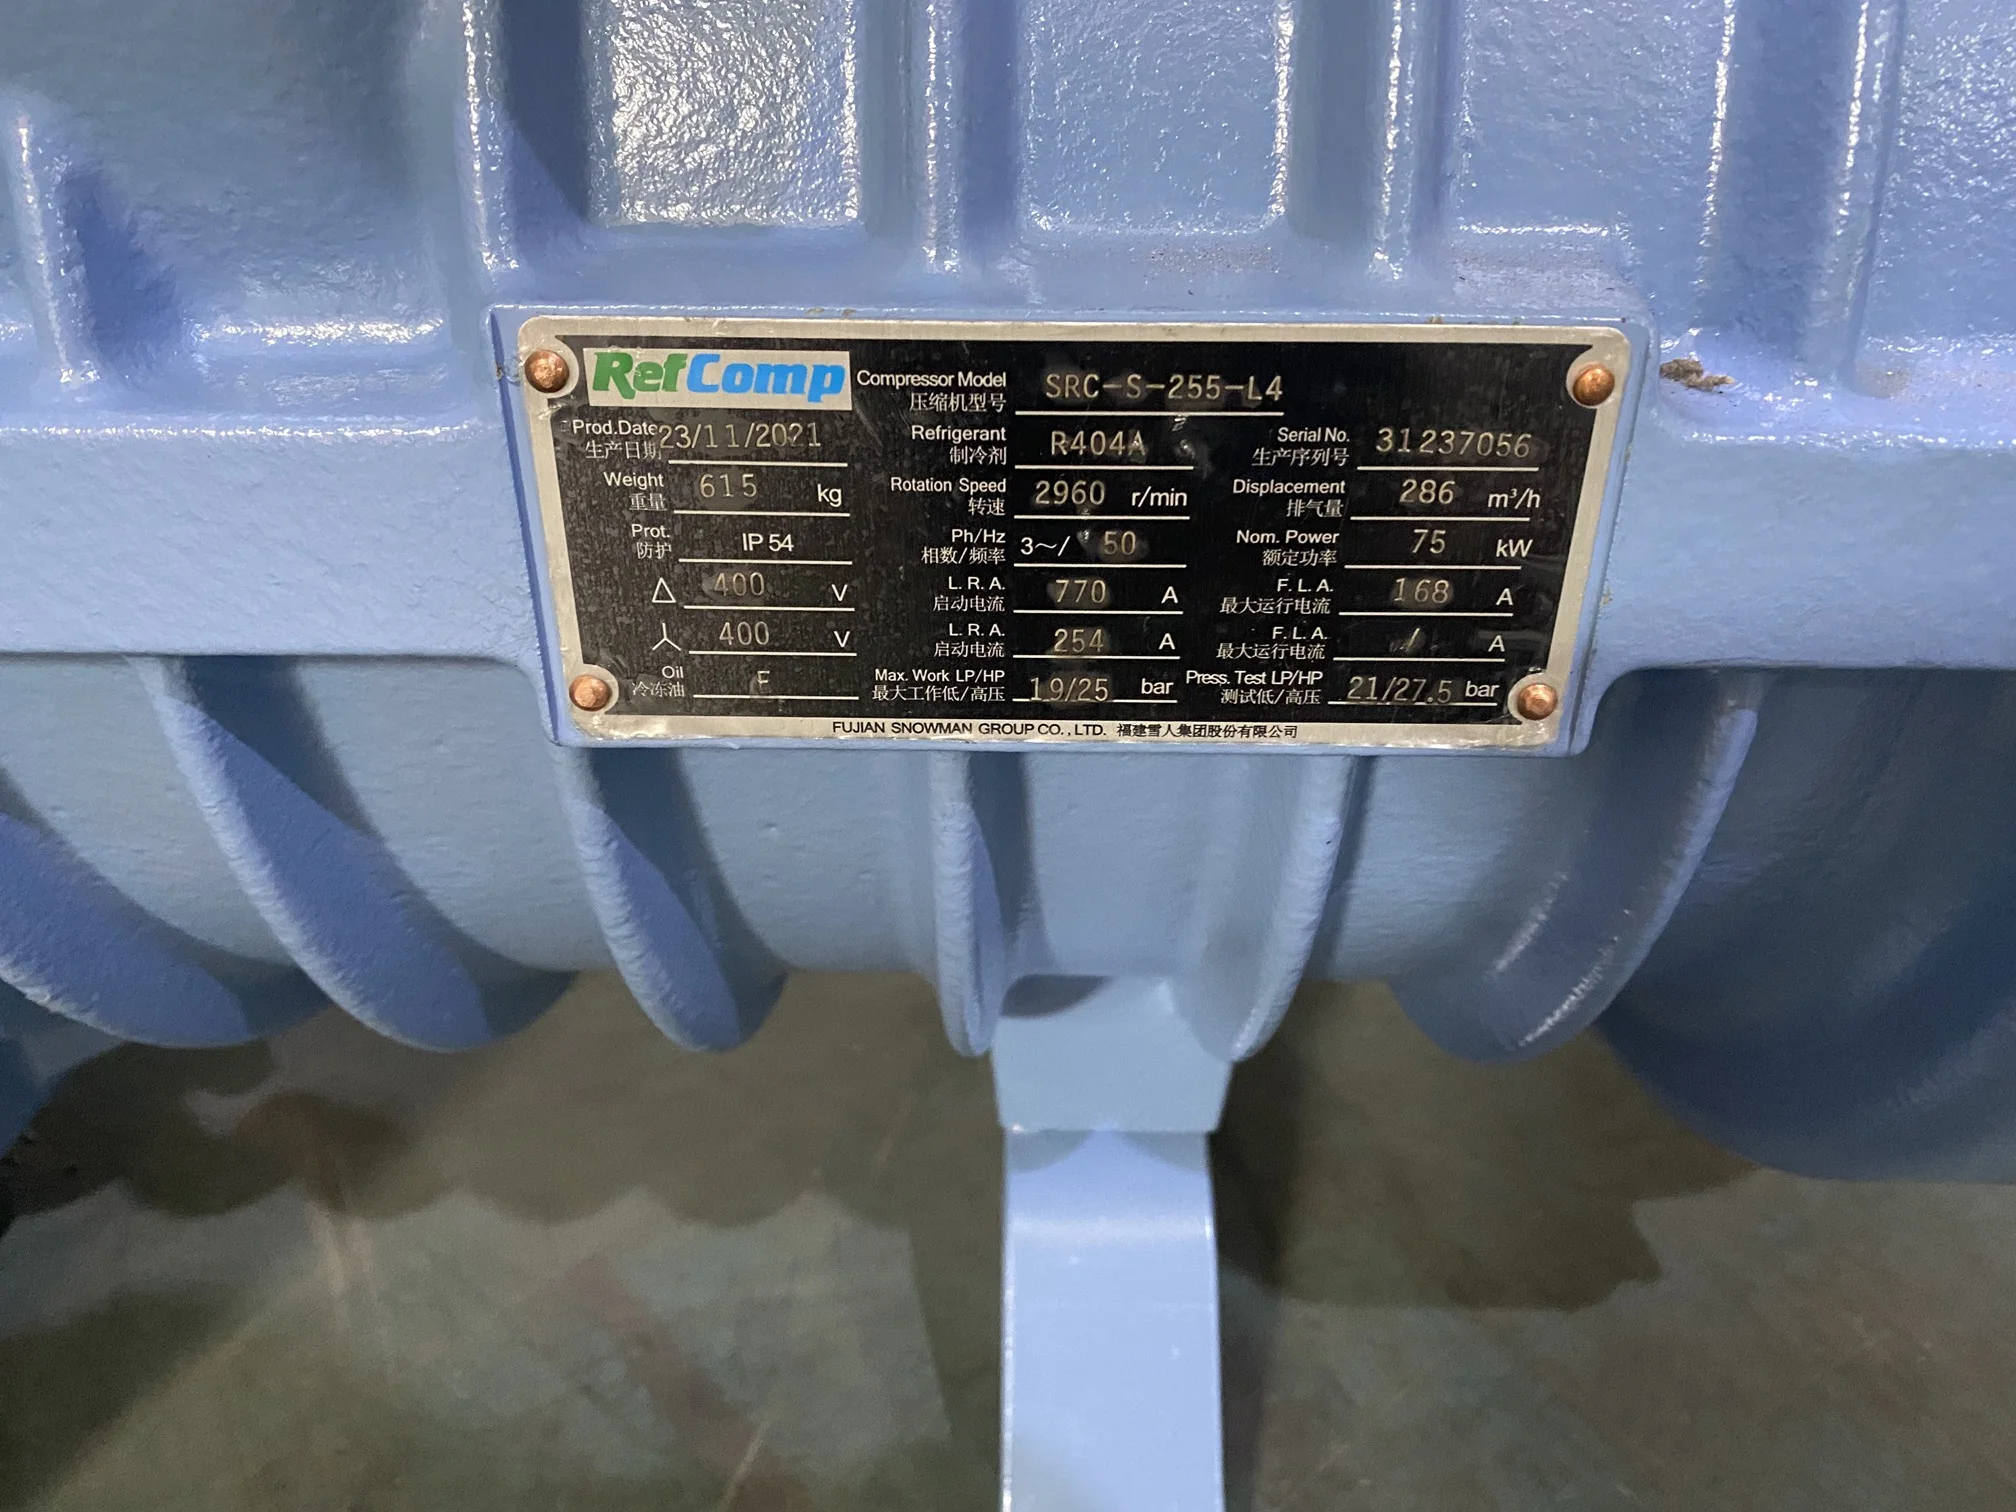 RefComp Compressor Model 压缩机型号 SRC-S-255-L4
Prod.Date 生产日期 23/11/2021 Refrigerant 制冷剂 R404A Serial No. 生产序列号 31237056
Weight 重量 615 kg Rotation Speed 转速 2960 r/min Displacement 排气量 286 m³/h
Prot. 防护 IP 54 Ph/Hz 相数/频率 3~/ 50 Nom. Power 额定功率 75 kW
△ 400 V L.R.A. 启动电流 770 A F.L.A. 最大运行电流 168 A
人 400 V L.R.A. 启动电流 254 A F.L.A. 最大运行电流 / A
Oil 冷冻油 Max. Work LP/HP 最大工作低/高压 19/25 bar Press. Test LP/HP 测试低/高压 21/27.5 bar
FUJIAN SNOWMAN GROUP CO.,LTD. 福建雪人集团股份有限公司